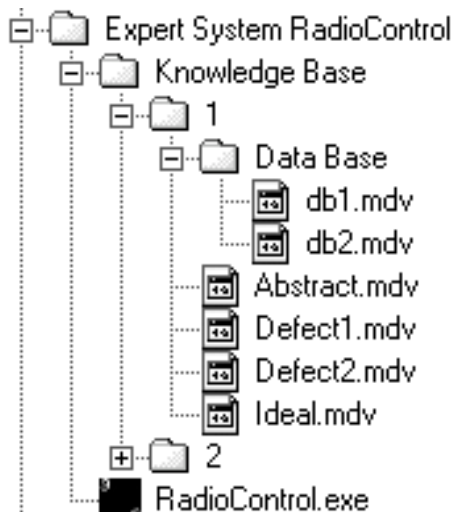 Expert System RadioControl
Knowledge Base
1
Data Base
db1.mdv
db2.mdv
Abstract.mdv
Defect1.mdv
Defect2.mdv
Ideal.mdv
2
RadioControl.exe